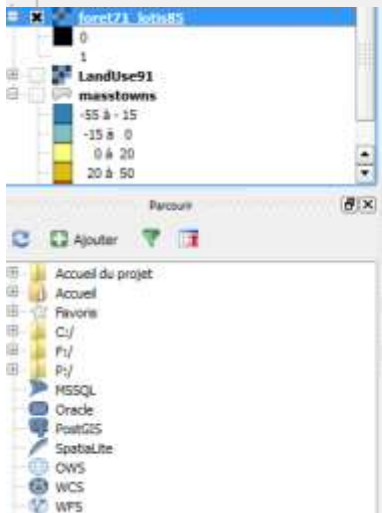 foret71_lotis85
0
1
LandUse91
masstowns
-55 à - 15
-15 à 0
0 à 20
20 à 50
Parcourir
Ajouter
Accueil du projet
Accueil
Favoris
C:/
F:/
P:/
MSSQL
Oracle
PostGIS
SpatiaLite
OWS
WCS
WFS